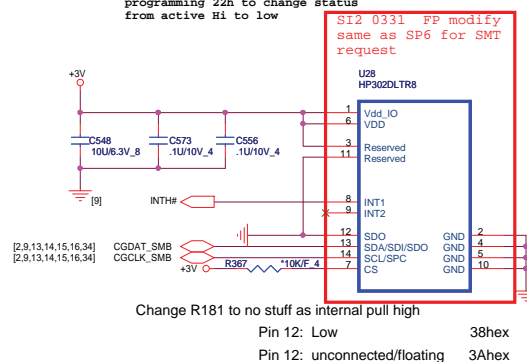 programming 22h to change status
from active Hi to low
SI2 0331 FP modify
same as SP6 for SMT
request
U28
HP302DLTR8
+3V
1 Vdd_IO
6 VDD
3 Reserved
11 Reserved
C548
10U/6.3V_8
C573
.1U/10V_4
C556
.1U/10V_4
[9] INTH#
8 INT1
9 INT2
12 SDO GND 2
[2,9,13,14,15,16,34] CGDAT_SMB 13 SDA/SDI/SDO GND 4
[2,9,13,14,15,16,34] CGCLK_SMB 14 SCL/SPC GND 5
+3V R367 *10K/F_4 7 CS GND 10
Change R181 to no stuff as internal pull high
Pin 12: Low 38hex
Pin 12: unconnected/floating 3Ahex